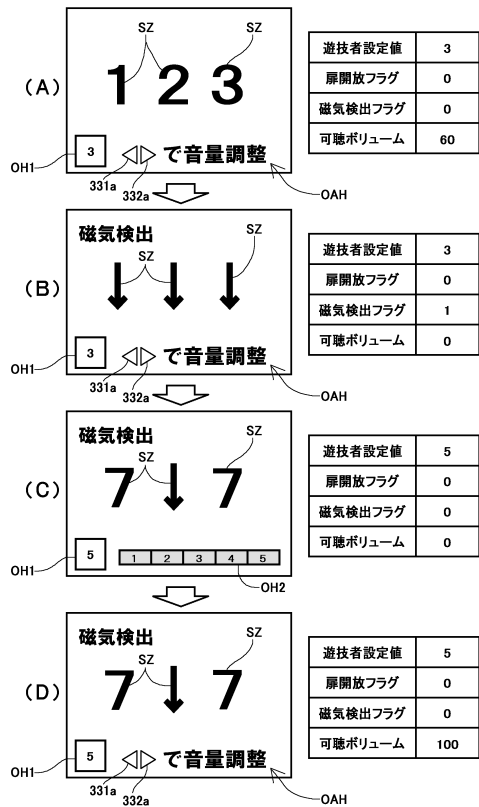 (A)
SZ
SZ
1 2 3
OH1
3
で音量調整
331a
332a
OAH
遊技者設定値 3
扉開放フラグ 0
磁気検出フラグ 0
可聴ボリューム 60
(B)
磁気検出
SZ
SZ
OH1
3
で音量調整
331a
332a
OAH
遊技者設定値 3
扉開放フラグ 0
磁気検出フラグ 1
可聴ボリューム 0
(C)
磁気検出
SZ
SZ
7 7
OH1
5
1 2 3 4 5
OH2
遊技者設定値 5
扉開放フラグ 0
磁気検出フラグ 0
可聴ボリューム 0
(D)
磁気検出
SZ
SZ
7 7
OH1
5
で音量調整
331a
332a
OAH
遊技者設定値 5
扉開放フラグ 0
磁気検出フラグ 0
可聴ボリューム 100